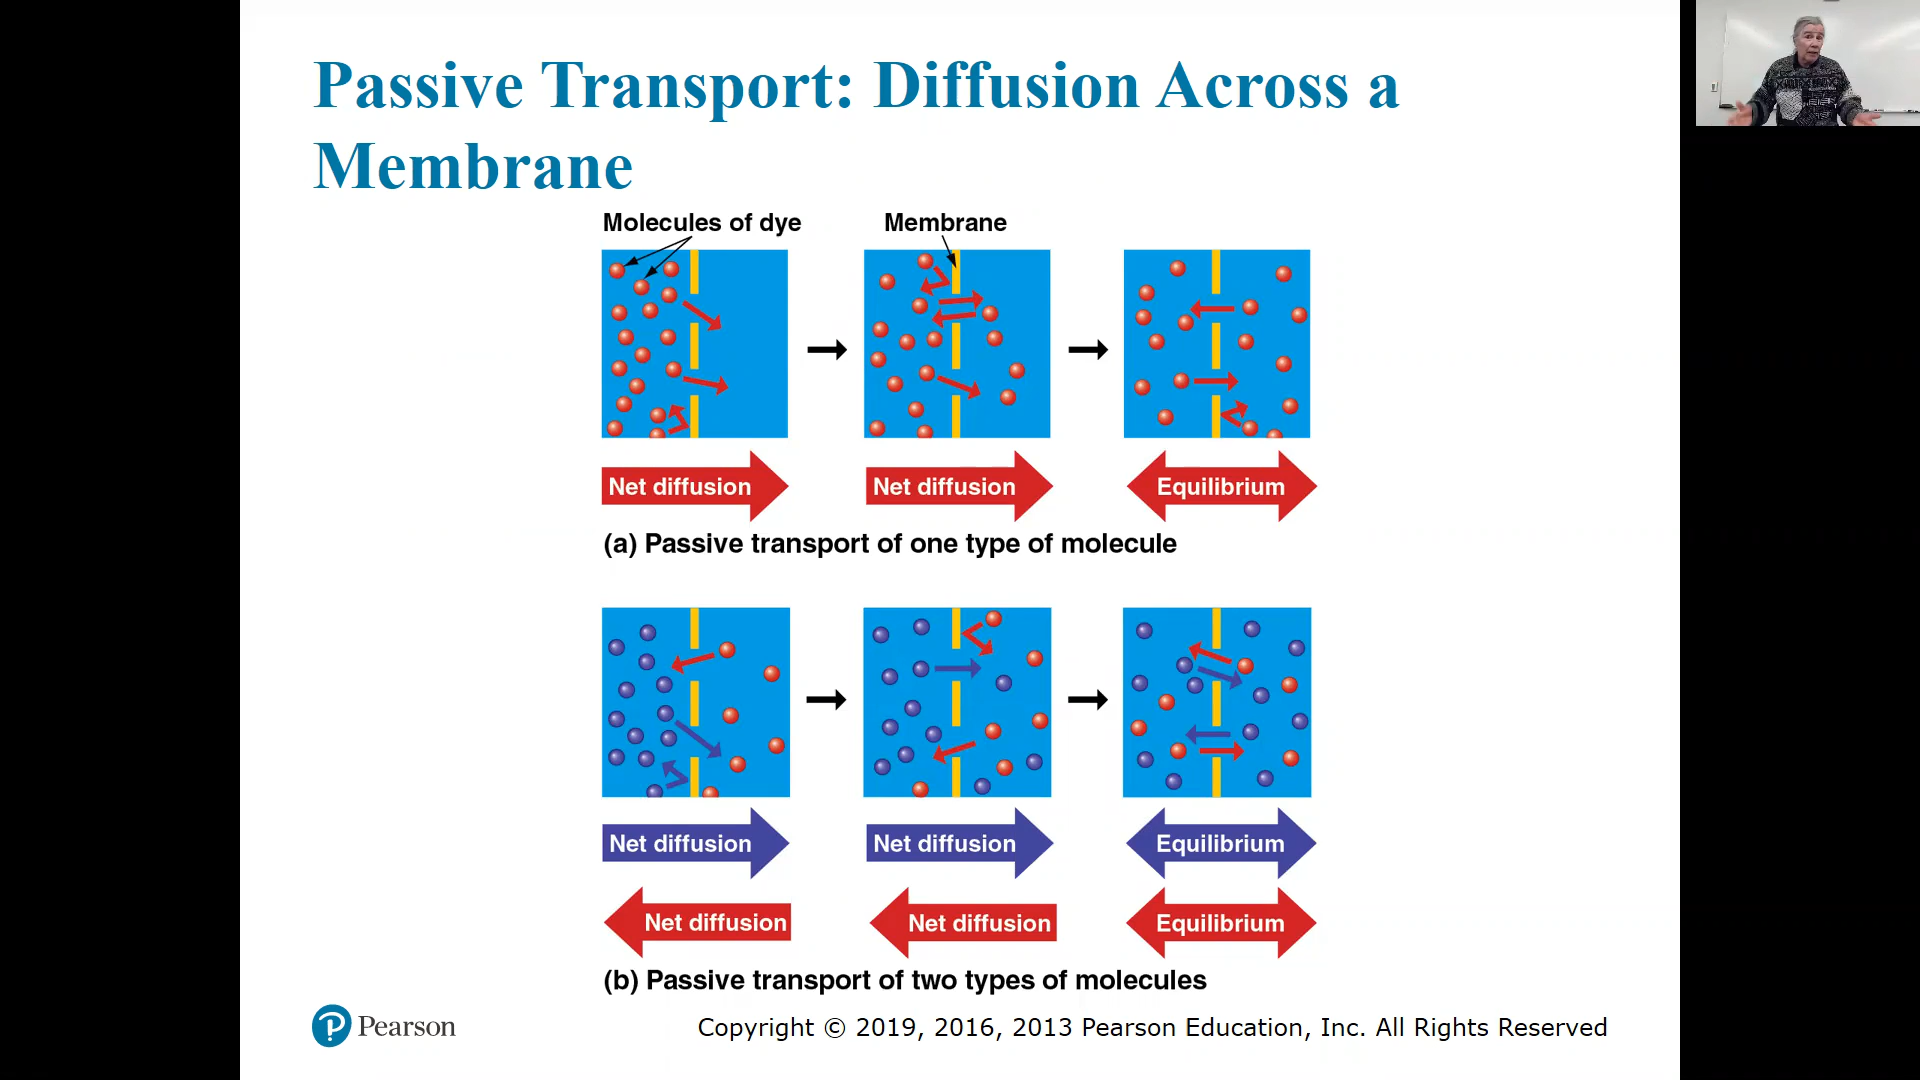 Passive Transport: Diffusion Across a
Membrane
Molecules of dye
Membrane
Net diffusion
Net diffusion
Equilibrium
(a) Passive transport of one type of molecule
Net diffusion
Net diffusion
Equilibrium
Net diffusion
Net diffusion
Equilibrium
(b) Passive transport of two types of molecules
P Pearson
Copyright © 2019, 2016, 2013 Pearson Education, Inc. All Rights Reserved